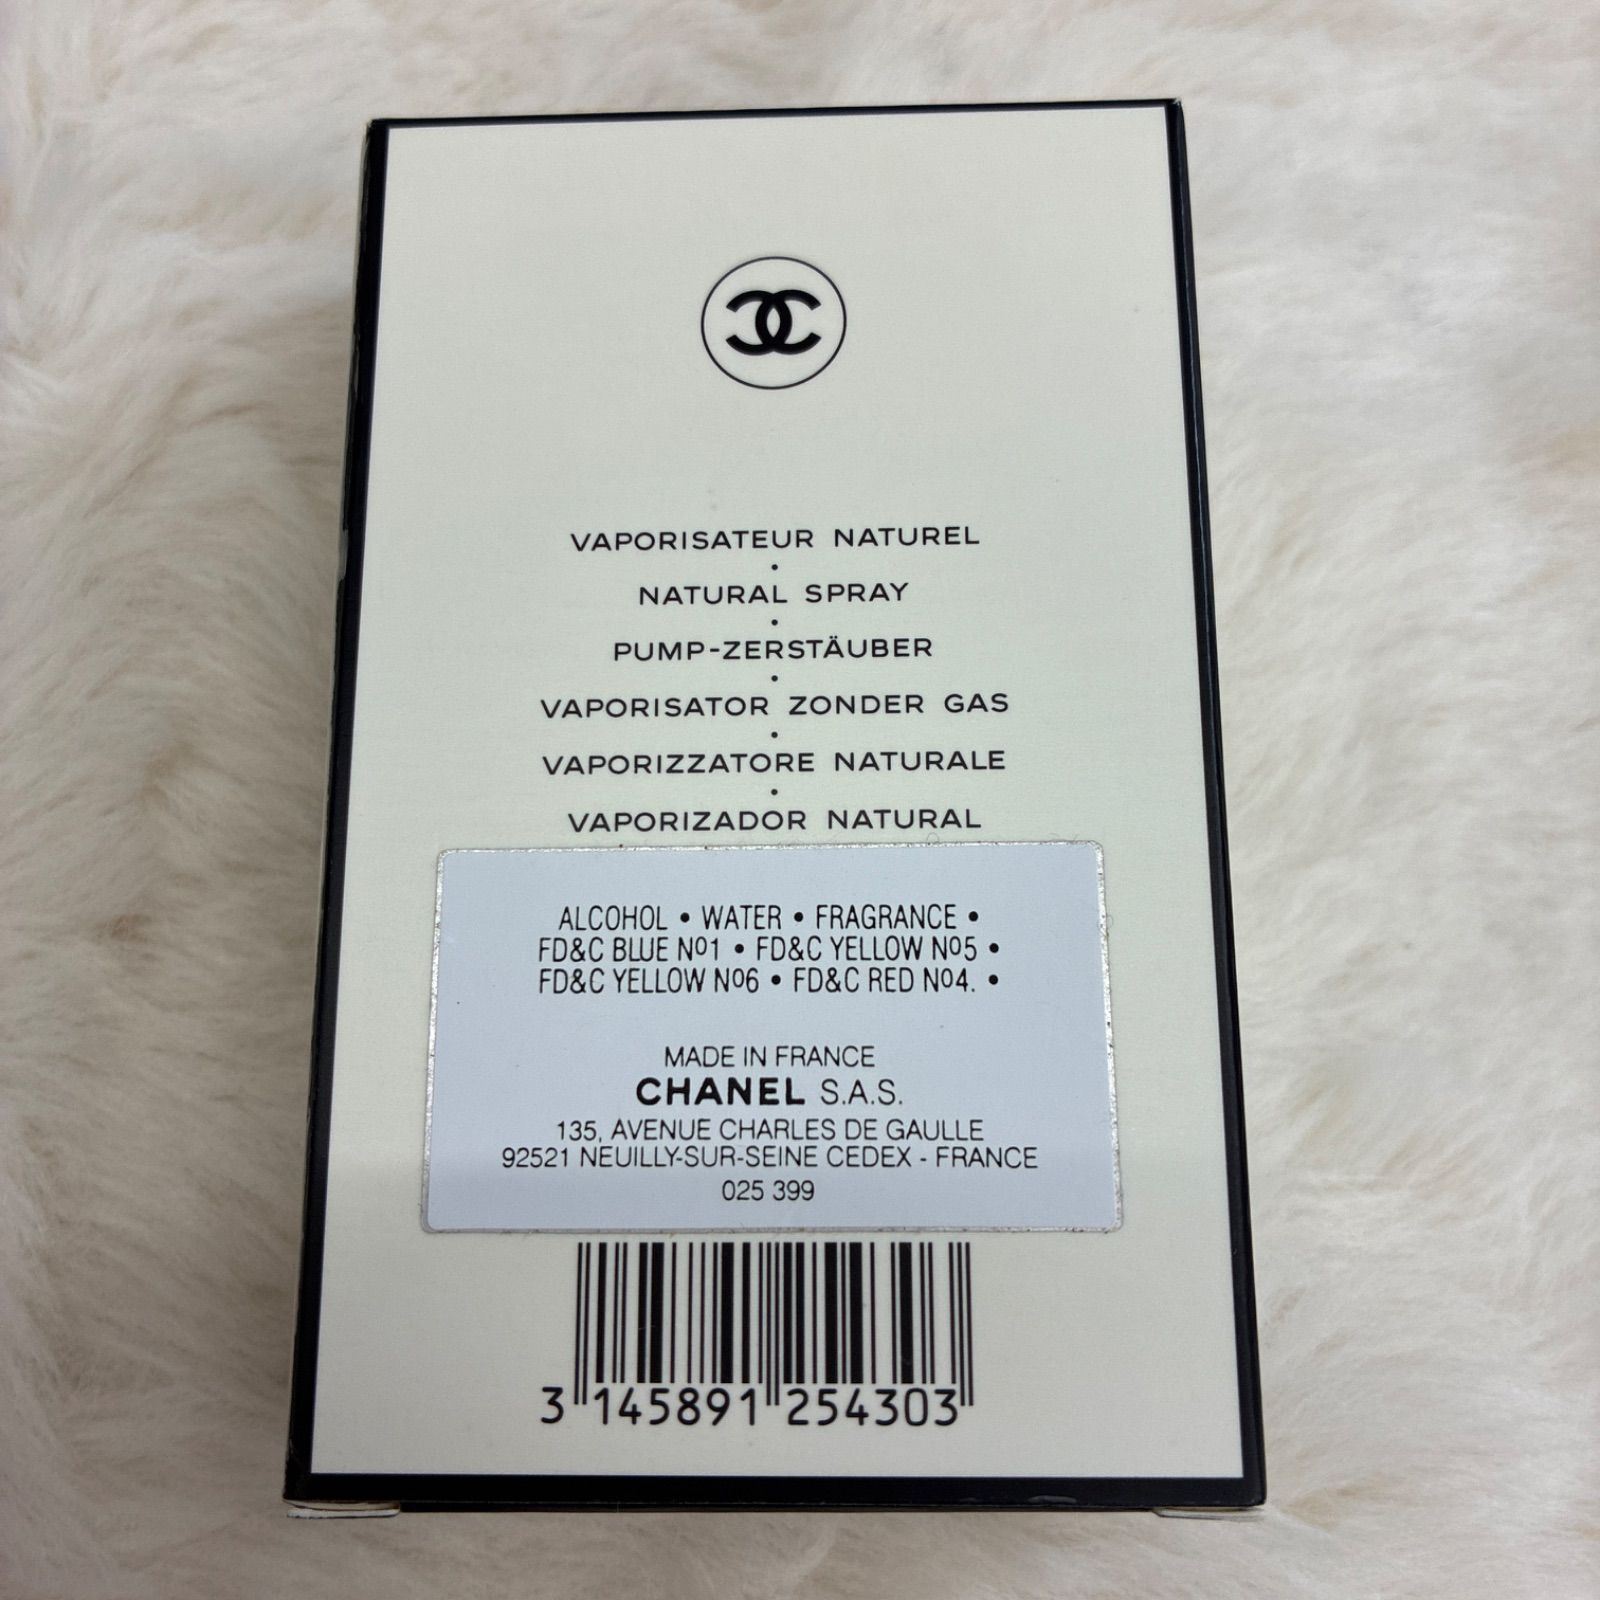 VAPORISATEUR NATUREL
•
NATURAL SPRAY
•
PUMP-ZERSTÄUBER
•
VAPORISATOR ZONDER GAS
•
VAPORIZZATORE NATURALE
•
VAPORIZADOR NATURAL
ALCOHOL • WATER • FRAGRANCE •
FD&C BLUE Nº1 • FD&C YELLOW Nº5 •
FD&C YELLOW Nº6 • FD&C RED Nº4. •
MADE IN FRANCE
CHANEL S.A.S.
135, AVENUE CHARLES DE GAULLE
92521 NEUILLY-SUR-SEINE CEDEX - FRANCE
025 399
3 145891 254303